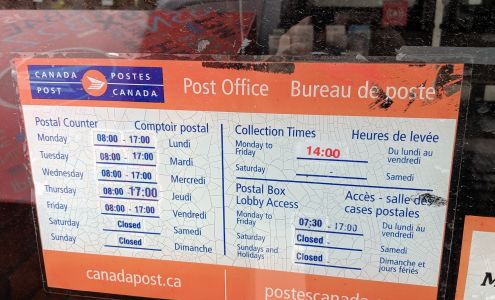 CANADA POSTES
POST CANADA
Post Office Bureau de poste
Postal Counter Comptoir postal
Monday 08:00 - 17:00 Lundi
Tuesday 08:00 - 17:00 Mardi
Wednesday 08:00 - 17:00 Mercredi
Thursday 08:00 - 17:00 Jeudi
Friday 08:00 - 17:00 Vendredi
Saturday Closed Samedi
Sunday Closed Dimanche
Collection Times Heures de levée
Monday to Friday 14:00 Du lundi au vendredi
Saturday - Samedi
Postal Box Lobby Access Accès - salle des cases postales
Monday to Friday 07:30 - 17:00 Du lundi au vendredi
Saturday Closed Samedi
Sundays and Holidays Closed Dimanche et jours fériés
canadapost.ca
postescanada